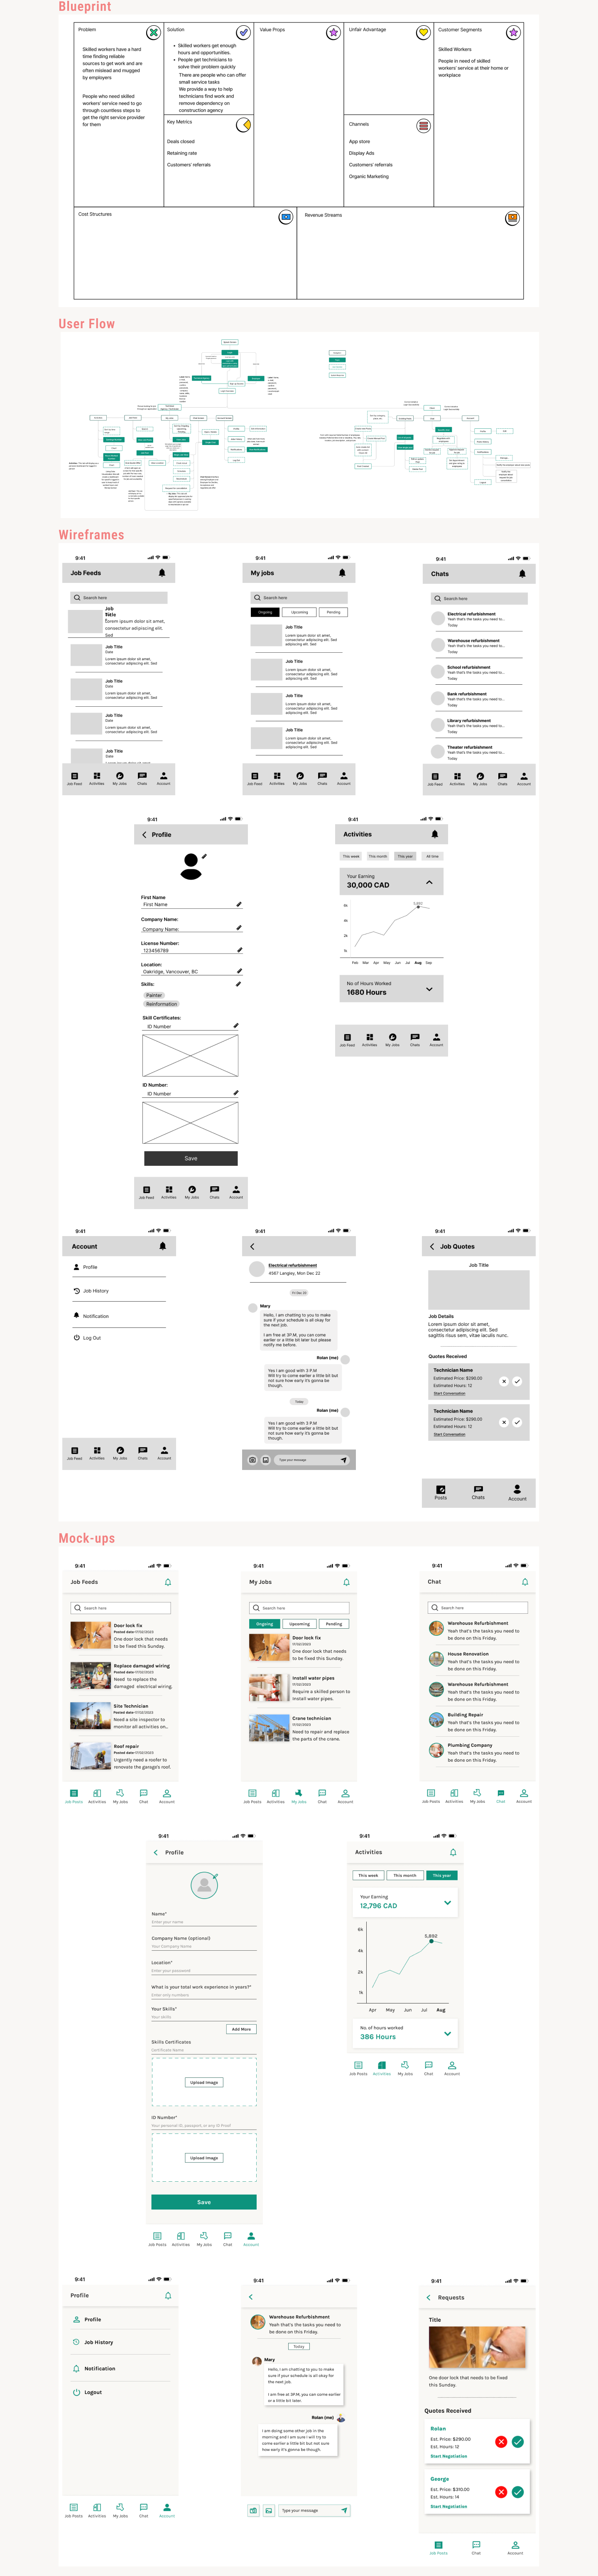 Blueprint
Problem
Skilled workers have a hard
time finding reliable
sources to get work and are
often mislead and mugged
by employers
People who need skilled
workers' service need to go
through countless steps to
get the right service provider
for them
Solution
Skilled workers get enough
hours and opportunities.
People get technicians to
solve their problem quickly
There are people who can offer
small service tasks
We provide a way to help
technicians find work and
remove dependency on
construction agency
Key Metrics
Deals closed
Retaining rate
Customers' referrals
Value Props
Unfair Advantage
Channels
App store
Display Ads
Customers' referrals
Organic Marketing
Customer Segments
Skilled Workers
People in need of skilled
workers' service at their home or
workplace
Cost Structures
Revenue Streams
User Flow
Wireframes
9:41
Job Feeds
Search here
Job
Title
Lorem ipsum dolor sit amet,
consectetur adipiscing elit.
Sed
Job Title
Date
Lorem ipsum dolor sit amet,
consectetur adipiscing elit. Sed
Job Title
Date
Lorem ipsum dolor sit amet,
consectetur adipiscing elit. Sed
Job Title
Date
Lorem ipsum dolor sit amet,
consectetur adipiscing elit. Sed
Job Title
Date
Job Feed Activities My Jobs Chats Account
9:41
My jobs
Search here
Ongoing Upcoming Pending
Job Title
Lorem ipsum dolor sit amet,
consectetur adipiscing elit. Sed
adipiscing elit. Sed
Job Title
Lorem ipsum dolor sit amet,
consectetur adipiscing elit. Sed
adipiscing elit. Sed
Job Title
Lorem ipsum dolor sit amet,
consectetur adipiscing elit. Sed
adipiscing elit. Sed
Job Title
Lorem ipsum dolor sit amet,
consectetur adipiscing elit. Sed
adipiscing elit. Sed
Job Feed Activities My Jobs Chats Account
9:41
Chats
Search here
Electrical refurbishment
Yeah that's the tasks you need to...
Today
Warehouse refurbishment
Yeah that's the tasks you need to...
Today
School refurbishment
Yeah that's the tasks you need to...
Today
Bank refurbishment
Yeah that's the tasks you need to...
Today
Library refurbishment
Yeah that's the tasks you need to...
Today
Theater refurbishment
Yeah that's the tasks you need to...
Today
Job Feed Activities My Jobs Chats Account
9:41
Profile
First Name
First Name
Company Name:
Company Name:
License Number:
123456789
Location:
Oakridge, Vancouver, BC
Skills:
Painter
Reinformation
Skill Certificates:
ID Number
ID Number:
ID Number
Save
Job Feed Activities My Jobs Chats Account
9:41
Activities
This week This month This year All time
Your Earning
30,000 CAD
5,892
6k
4k
2k
1k
Feb Mar Apr May Jun Jul Aug Sep
No of Hours Worked
1680 Hours
Job Feed Activities My Jobs Chats Account
9:41
Account
Profile
Job History
Notification
Log Out
Job Feed Activities My Jobs Chats Account
9:41
Electrical refurbishment
4987 Langley, Mon Dec 22
Fri Dec 20
Mary
Hello, I am chatting to you to make
sure if your schedule is all okay for
the next job.
I am free at 3P.M, you can come
earlier or a bit later but please
notify me before.
Rolan (me)
Yes I am good with 3 P.M
Will try to come earlier a little bit but
not sure how early it's gonna be
though.
Today
Rolan (me)
Yes I am good with 3 P.M
Will try to come earlier a little bit but
not sure how early it's gonna be
though.
Type your message
9:41
Job Quotes
Job Title
Job Details
Lorem ipsum dolor sit amet,
consectetur adipiscing elit. Sed
sagittis risus sem, vitae iaculis nunc.
Quotes Received
Technician Name
Estimated Price: $290.00
Estimated Hours: 12
Start Conversation
Technician Name
Estimated Price: $290.00
Estimated Hours: 12
Start Conversation
Posts Chats Account
Mock-ups
9:41
Job Feeds
Search here
Door lock fix
Posted date-17/02/2023
One door lock that needs
to be fixed this Sunday.
Replace damaged wiring
Posted date-17/02/2023
Need to replace the
damaged electrical wiring
Site Technician
Posted date-17/02/2023
Need a site inspector to
monitor all activities on..
Roof repair
Posted date-17/02/2023
Urgently need a roofer to
renovate the garage's roof.
Job Posts Activities My Jobs Chat Account
9:41
My Jobs
Search here
Ongoing Upcoming Pending
Door lock fix
17/02/2023
One door lock that needs
to be fixed this Sunday.
Install water pipes
17/02/2023
Require a skilled person to
install water pipes.
Crane technician
17/02/2023
Need to repair and replace
the parts of the crane.
Job Posts Activities My Jobs Chat Account
9:41
Chat
Search here
Warehouse Refurbishment
Yeah that's the tasks you need to
be done on this Friday.
House Renovation
Yeah that's the tasks you need to
be done on this Friday.
Warehouse Refurbishment
Yeah that's the tasks you need to
be done on this Friday.
Building Repair
Yeah that's the tasks you need to
be done on this Friday.
Plumbing Company
Yeah that's the tasks you need to
be done on this Friday.
Job Posts Activities My Jobs Chat Account
9:41
Profile
Name*
Enter your name
Company Name (optional)
Your Company Name
Location*
Enter your password
What is your total work experience in years?*
Enter only numbers
Your Skills*
Your skills
Add More
Skills Certificates
Certificate Name
Upload Image
ID Number*
Your personal ID, passport, or any ID Proof
Upload Image
Save
Job Posts Activities My Jobs Chat Account
9:41
Activities
This week This month This year
Your Earning
12,796 CAD
5,892
6k
4k
2k
1k
Apr May Jun Jul Aug
No. of hours worked
386 Hours
Job Posts Activities My Jobs Chat Account
9:41
Profile
Profile
Job History
Notification
Logout
Job Posts Activities My Jobs Chat Account
9:41
Warehouse Refurbishment
Yeah that's the tasks you need to
be done on this Friday.
Today
Mary
Hello, I am chatting to you to make
sure if your schedule is all okay for
the next job.
I am free at 3P.M, you can come earlier
or a little bit later.
Rolan (me)
I am doing some other job in the
morning and I am sure I will try to
come earlier a little bit but not sure
how early it's gonna be though.
Type your message
9:41
Requests
Title
One door lock that needs to be fixed
this Sunday
Quotes Received
Rolan
Est. Price: $290.00
Est. Hours: 12
Start Negotiation
George
Est. Price: $310.00
Est. Hours: 14
Start Negotiation
Job Posts Chat Account